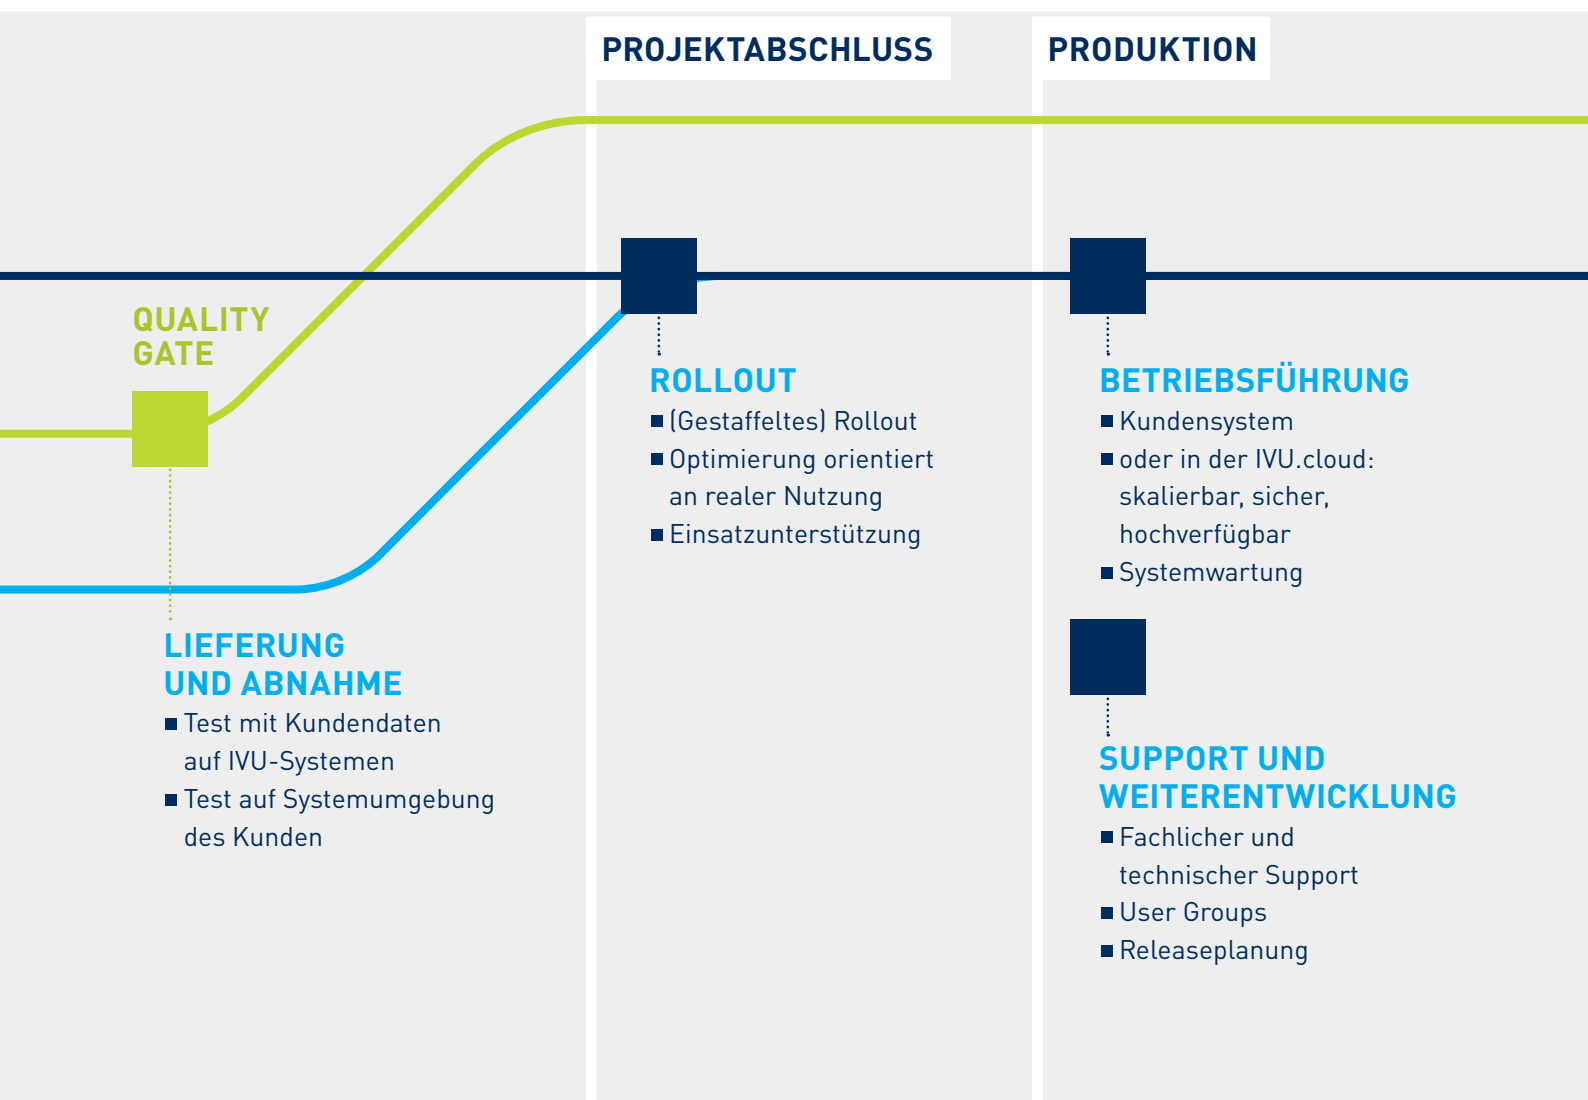 PROJEKTABSCHLUSS
PRODUKTION
QUALITY
GATE
LIEFERUNG
UND ABNAHME
Test mit Kundendaten
auf IVU-Systemen
Test auf Systemumgebung
des Kunden
ROLLOUT
(Gestaffeltes) Rollout
Optimierung orientiert
an realer Nutzung
Einsatzunterstützung
BETRIEBSFÜHRUNG
Kundensystem
oder in der IVU.cloud:
skalierbar, sicher,
hochverfügbar
Systemwartung
SUPPORT UND
WEITERENTWICKLUNG
Fachlicher und
technischer Support
User Groups
Releaseplanung